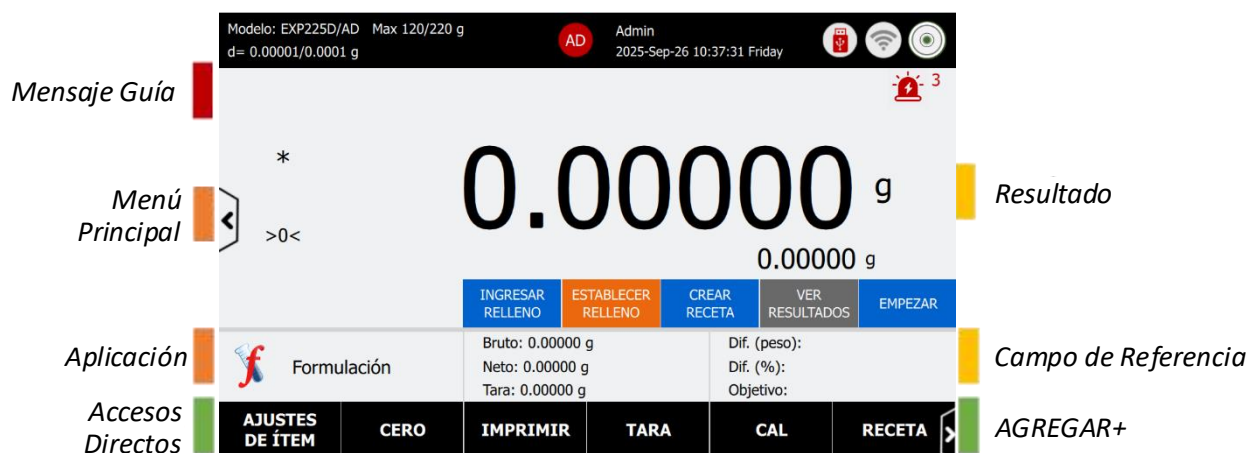 Modelo: EXP225D/AD Max 120/220 g
d= 0.00001/0.0001 g
AD
Admin
2025-Sep-26 10:37:31 Friday
Mensaje Guía
3
*
0.00000 g
Menú
Principal
>0<
Resultado
0.00000 g
INGRESAR
RELLENO
ESTABLECER
RELLENO
CREAR
RECETA
VER
RESULTADOS
EMPEZAR
Aplicación
Formulación
Bruto: 0.00000 g
Neto: 0.00000 g
Tara: 0.00000 g
Dif. (peso):
Dif. (%):
Objetivo:
Campo de Referencia
Accesos
Directos
AJUSTES
DE ÍTEM
CERO
IMPRIMIR
TARA
CAL
RECETA
AGREGAR+